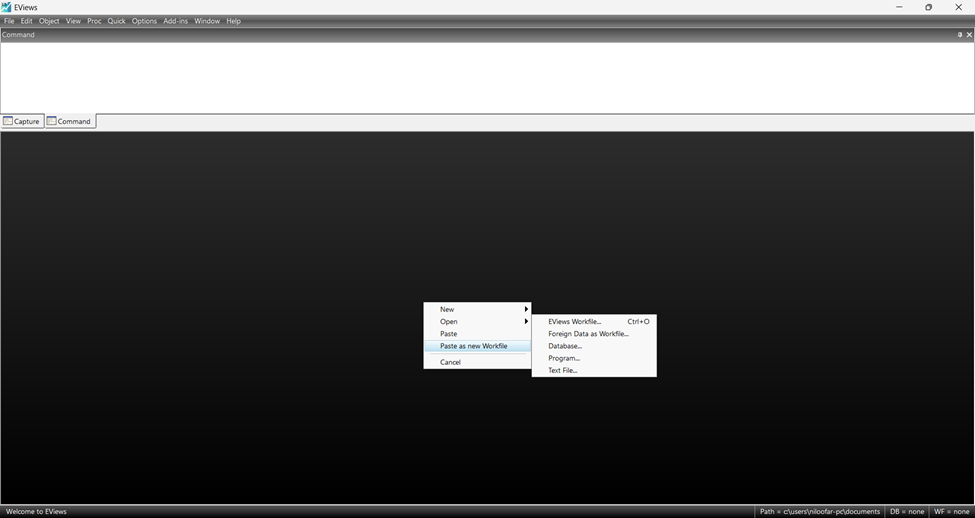 EViews
File Edit Object View Proc Quick Options Add-ins Window Help
Command
Capture Command
New
Open
Paste
Paste as new Workfile
Cancel
EViews Workfile... Ctrl+O
Foreign Data as Workfile...
Database...
Program...
Text File...
Welcome to EViews Path = c:\users\niloofar-pc\documents DB = none WF = none